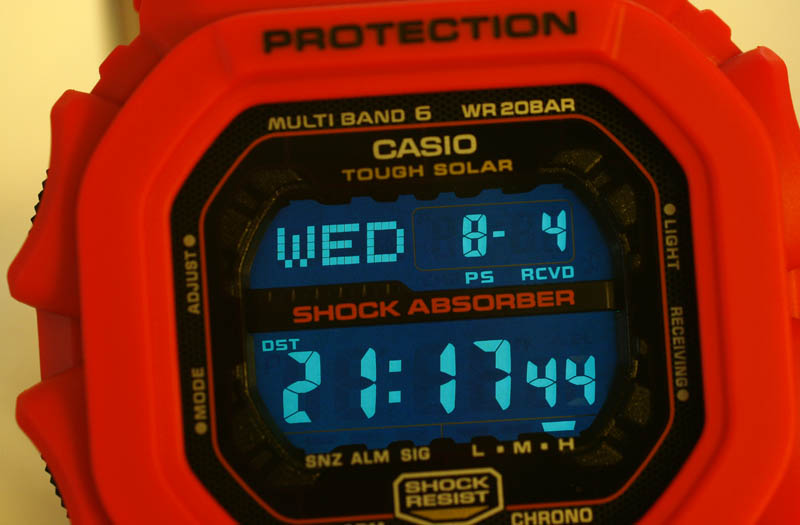 PROTECTION
MULTI BAND 6 WR 20BAR
CASIO
TOUGH SOLAR
ADJUST
LIGHT
WED 8- 4
PS RCVD
SHOCK ABSORBER
MODE
RECEIVING
DST
21:17 44
SNZ ALM SIG L M H
SHOCK
RESIST
CHRONO